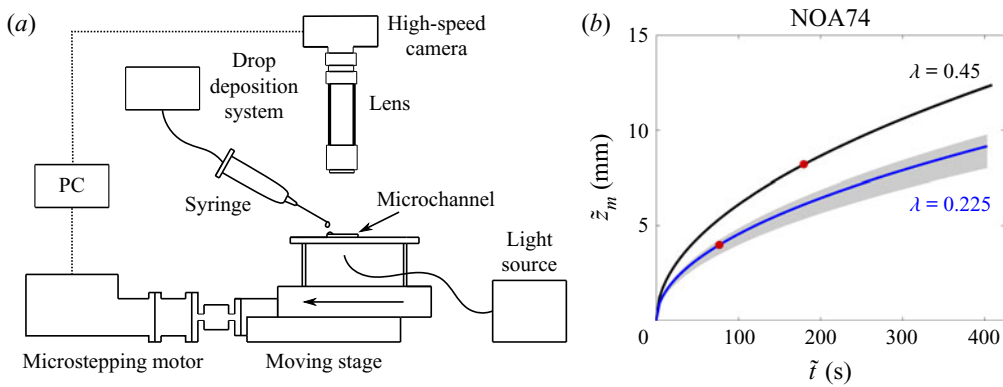 (a)
High-speed
camera
Drop
deposition
system
Lens
PC
Syringe
Microchannel
Light
source
Microstepping motor
Moving stage
(b)
NOA74
15
10
5
0
100
200
300
400
λ = 0.45
λ = 0.225
z̃m (mm)
t̃ (s)